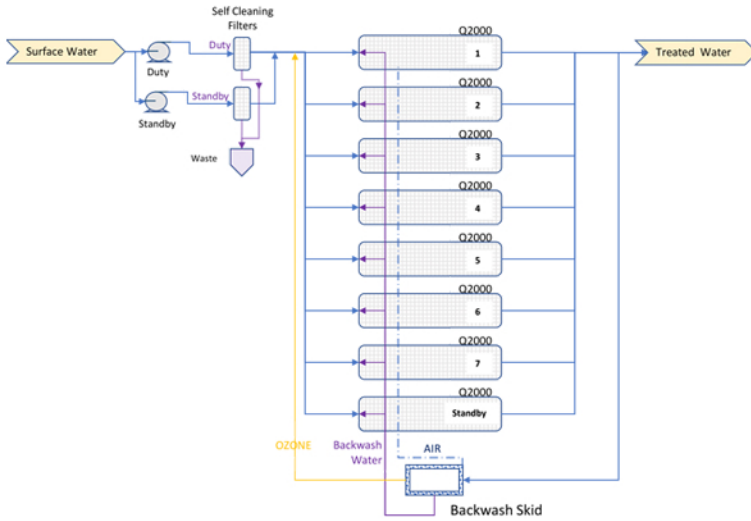 Self Cleaning
Filters
Surface Water
Duty
Duty
Standby
Standby
Waste
Q2000
1
Treated Water
Q2000
2
Q2000
3
Q2000
4
Q2000
5
Q2000
6
Q2000
7
Q2000
Standby
OZONE
Backwash
Water
AIR
Backwash Skid